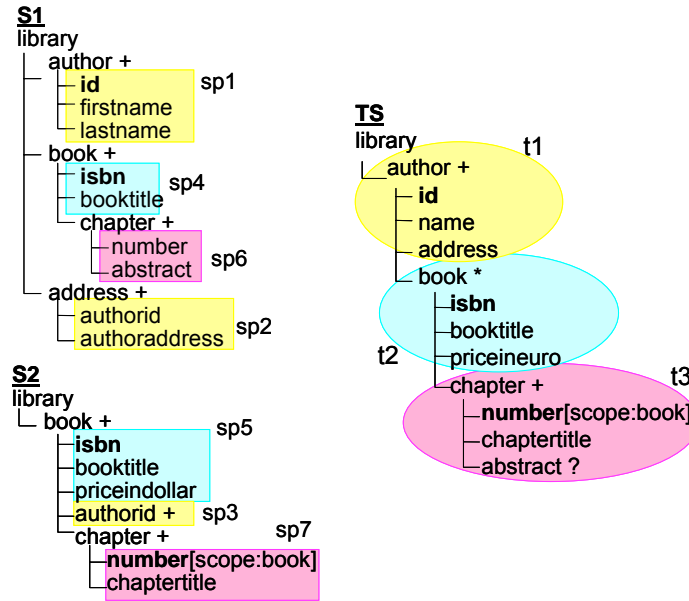 S1
library
author +
id
firstname
lastname
sp1
book +
isbn
booktitle
sp4
chapter +
number
abstract
sp6
address +
authorid
authoraddress
sp2
S2
library
book +
sp5
isbn
booktitle
priceindollar
authorid +
sp3
chapter +
sp7
number[scope:book]
chaptertitle
TS
library
t1
author +
id
name
address
book *
isbn
booktitle
priceineuro
t2
chapter +
t3
number[scope:book]
chaptertitle
abstract ?